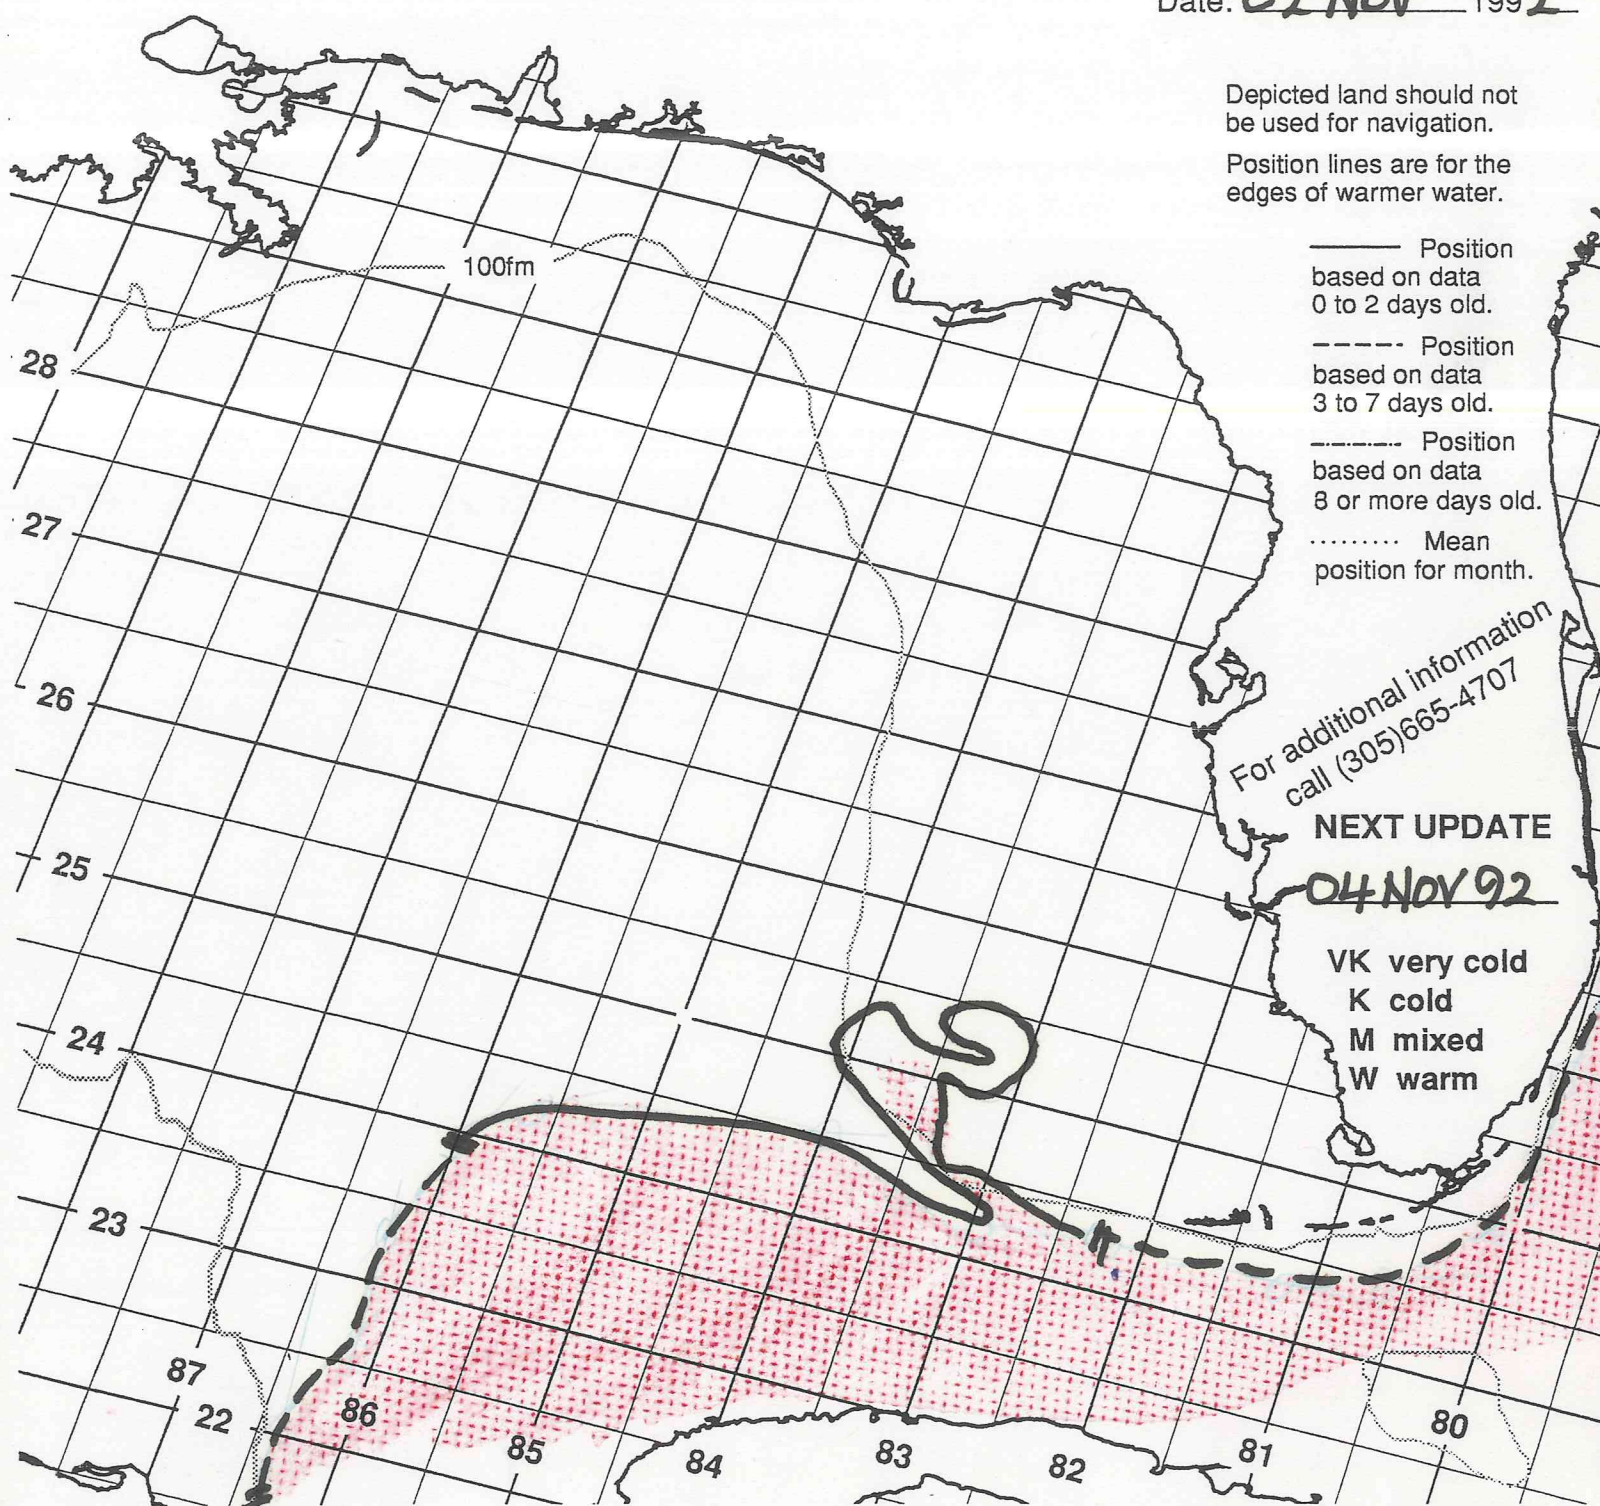 Date: 02 NOV 1992
Depicted land should not
be used for navigation.
Position lines are for the
edges of warmer water.
Position
based on data
0 to 2 days old.
Position
based on data
3 to 7 days old.
Position
based on data
8 or more days old.
Mean
position for month.
For additional information
call (305)665-4707
NEXT UPDATE
04 NOV 92
VK very cold
K cold
M mixed
W warm
100fm
28
27
26
25
24
23
87
22
86
85
84
83
82
81
80